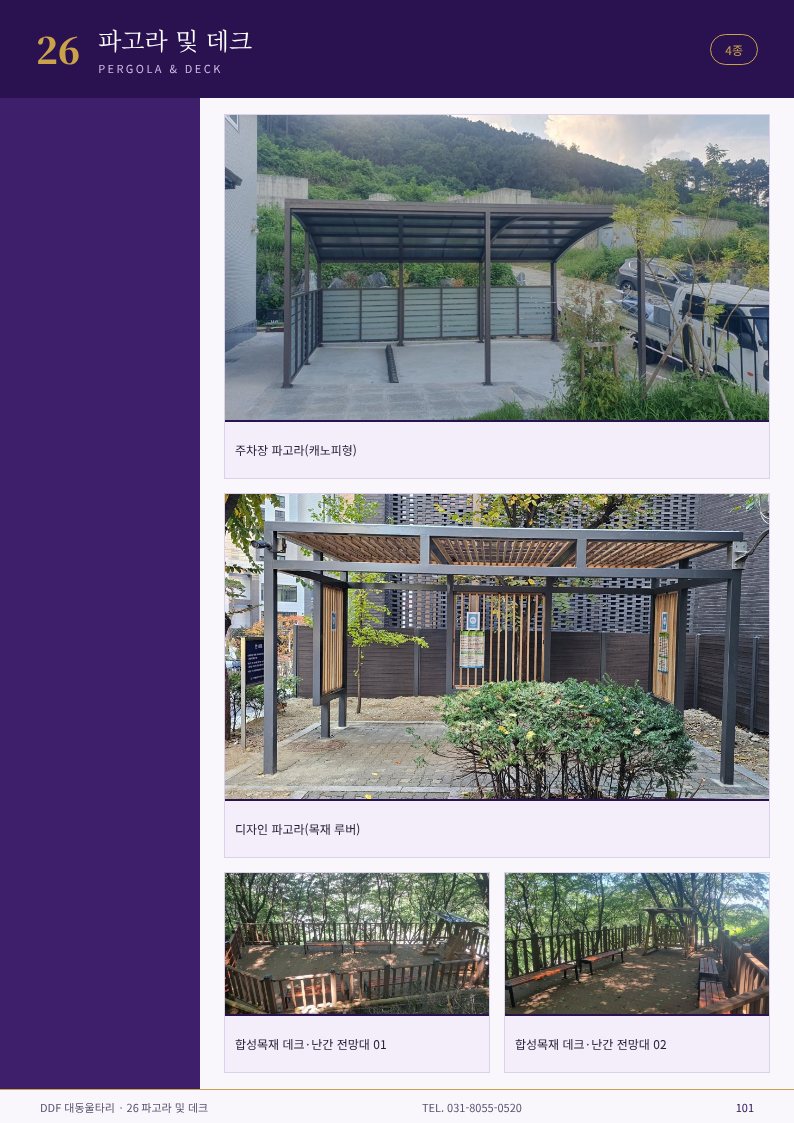 26
파고라 및 데크
PERGOLA & DECK
4종
주차장 파고라(캐노피형)
디자인 파고라(목재 루버)
합성목재 데크·난간 전망대 01
합성목재 데크·난간 전망대 02
DDF 대동울타리 · 26 파고라 및 데크
TEL. 031-8055-0520
101